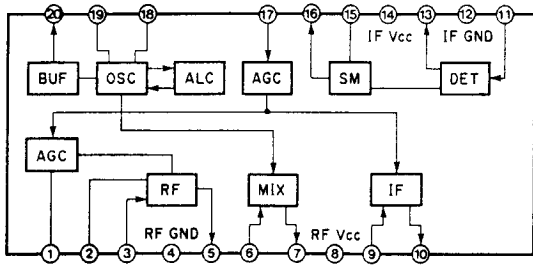 20 19 18 17 16 15 14 13 12 11
IF Vcc IF GND
BUF OSC ALC AGC SM DET
AGC
RF MIX IF
RF GND RF Vcc
1 2 3 4 5 6 7 8 9 10